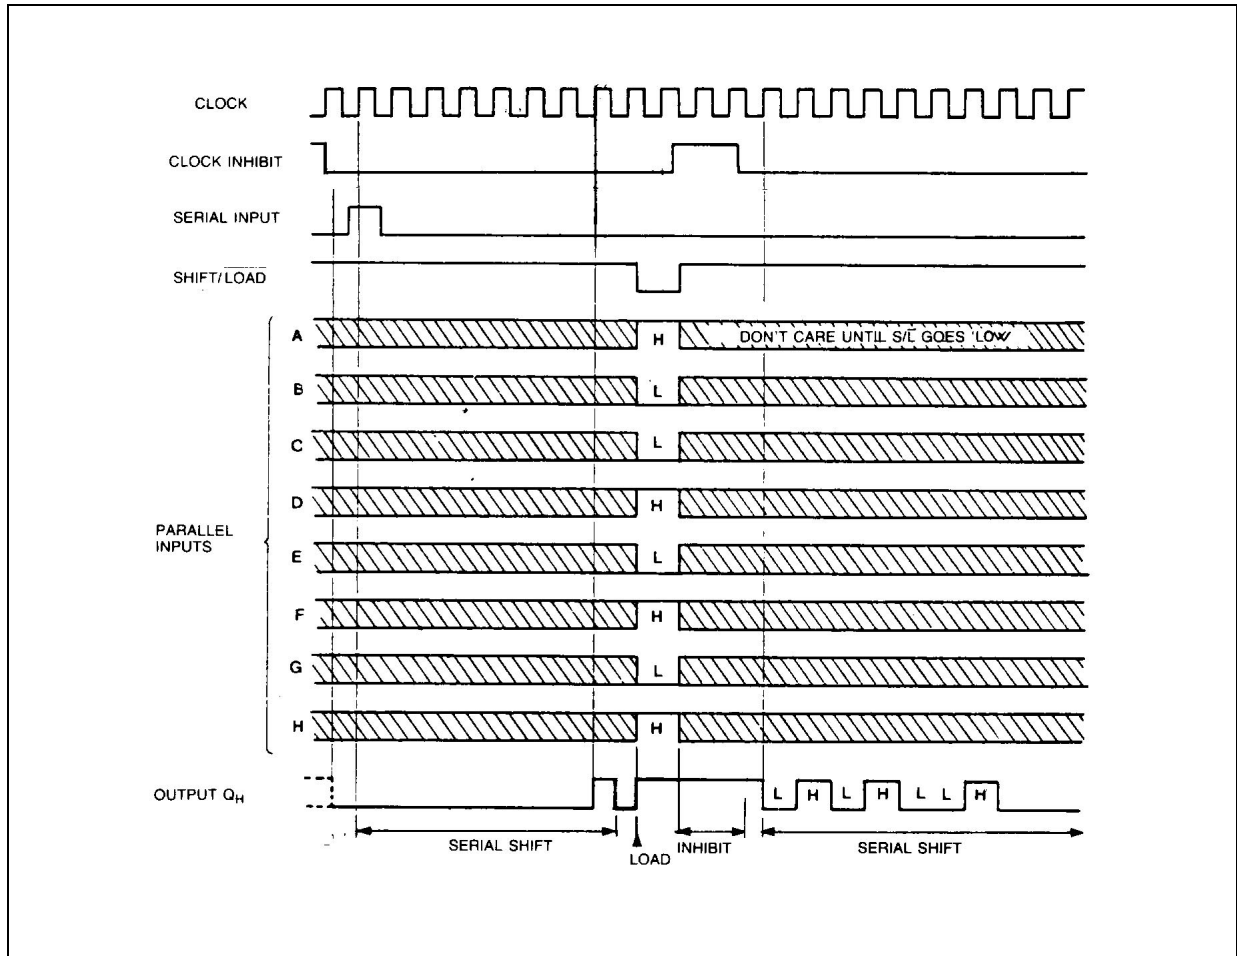 CLOCK
CLOCK INHIBIT
SERIAL INPUT
SHIFT/LOAD
A
H
DON'T CARE UNTIL S/L GOES LOW
B
L
C
L
D
H
PARALLEL
INPUTS
E
L
F
H
G
L
H
H
OUTPUT QH
L H L H L L H
SERIAL SHIFT
LOAD
INHIBIT
SERIAL SHIFT